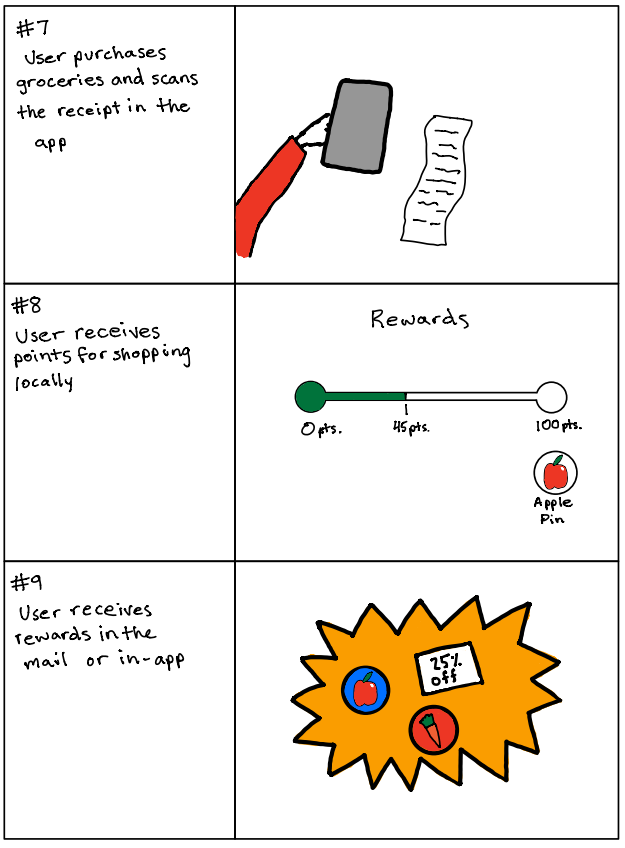 #7
User purchases
groceries and scans
the receipt in the
app
#8
User receives
points for shopping
locally
Rewards
0 pts.
45 pts.
100 pts.
Apple
Pin
#9
User receives
rewards in the
mail or in-app
25%
off